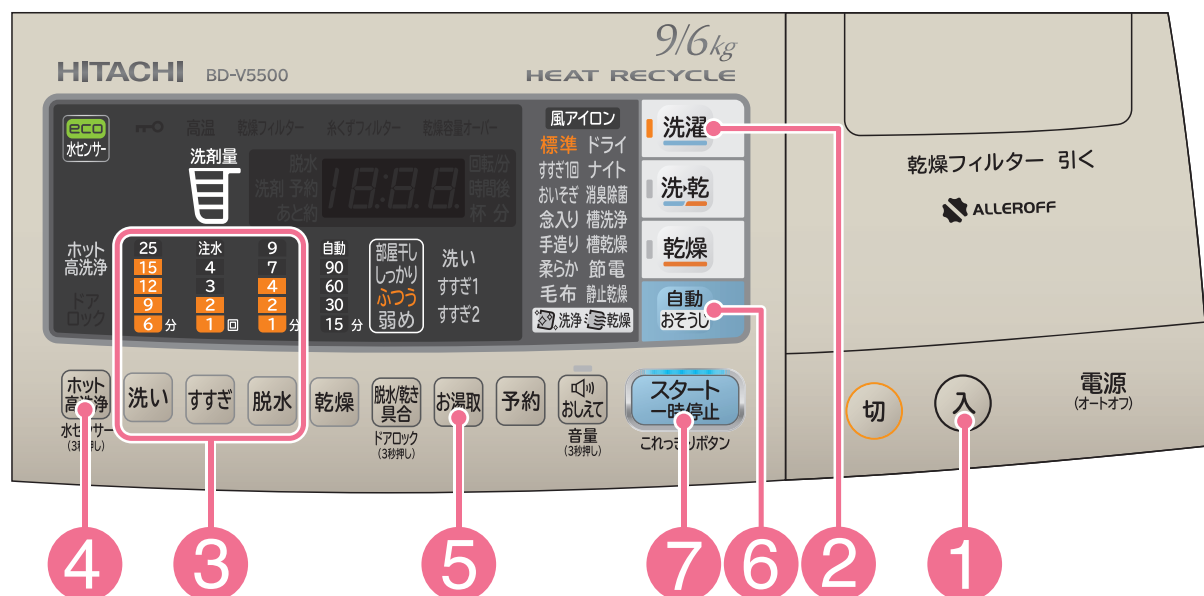 9/6kg
HITACHI BD-V5500
HEAT RECYCLE
eco
水センサー
高温 乾燥フィルター 糸くずフィルター 乾燥容量オーバー
洗剤量
脱水
洗剤 予約
あと約
18:8.8.
回転/分
時間後
杯 分
風アイロン
標準 ドライ
すすぎ1回 ナイト
おいそぎ 消臭除菌
念入り 槽洗浄
手造り 槽乾燥
柔らか 節電
毛布 静止乾燥
洗浄 乾燥
洗濯
洗・乾
乾燥
自動
おそうじ
ホット
高洗浄
ドア
ロック
25
15
12
9
6 分
注水
4
3
2
1 回
9
7
4
2
1 分
自動
90
60
30
15 分
部屋干し
しっかり
ふつう
弱め
洗い
すすぎ1
すすぎ2
乾燥フィルター 引く
ALLEROFF
ホット
高洗浄
水センサー
(3秒押し)
洗い
すすぎ
脱水
乾燥
脱水/乾き
具合
ドアロック
(3秒押し)
お湯取
予約
おしえて
音量
(3秒押し)
スタート
一時停止
これっきりボタン
切
入
電源
(オートオフ)
4
3
5
7
6
2
1